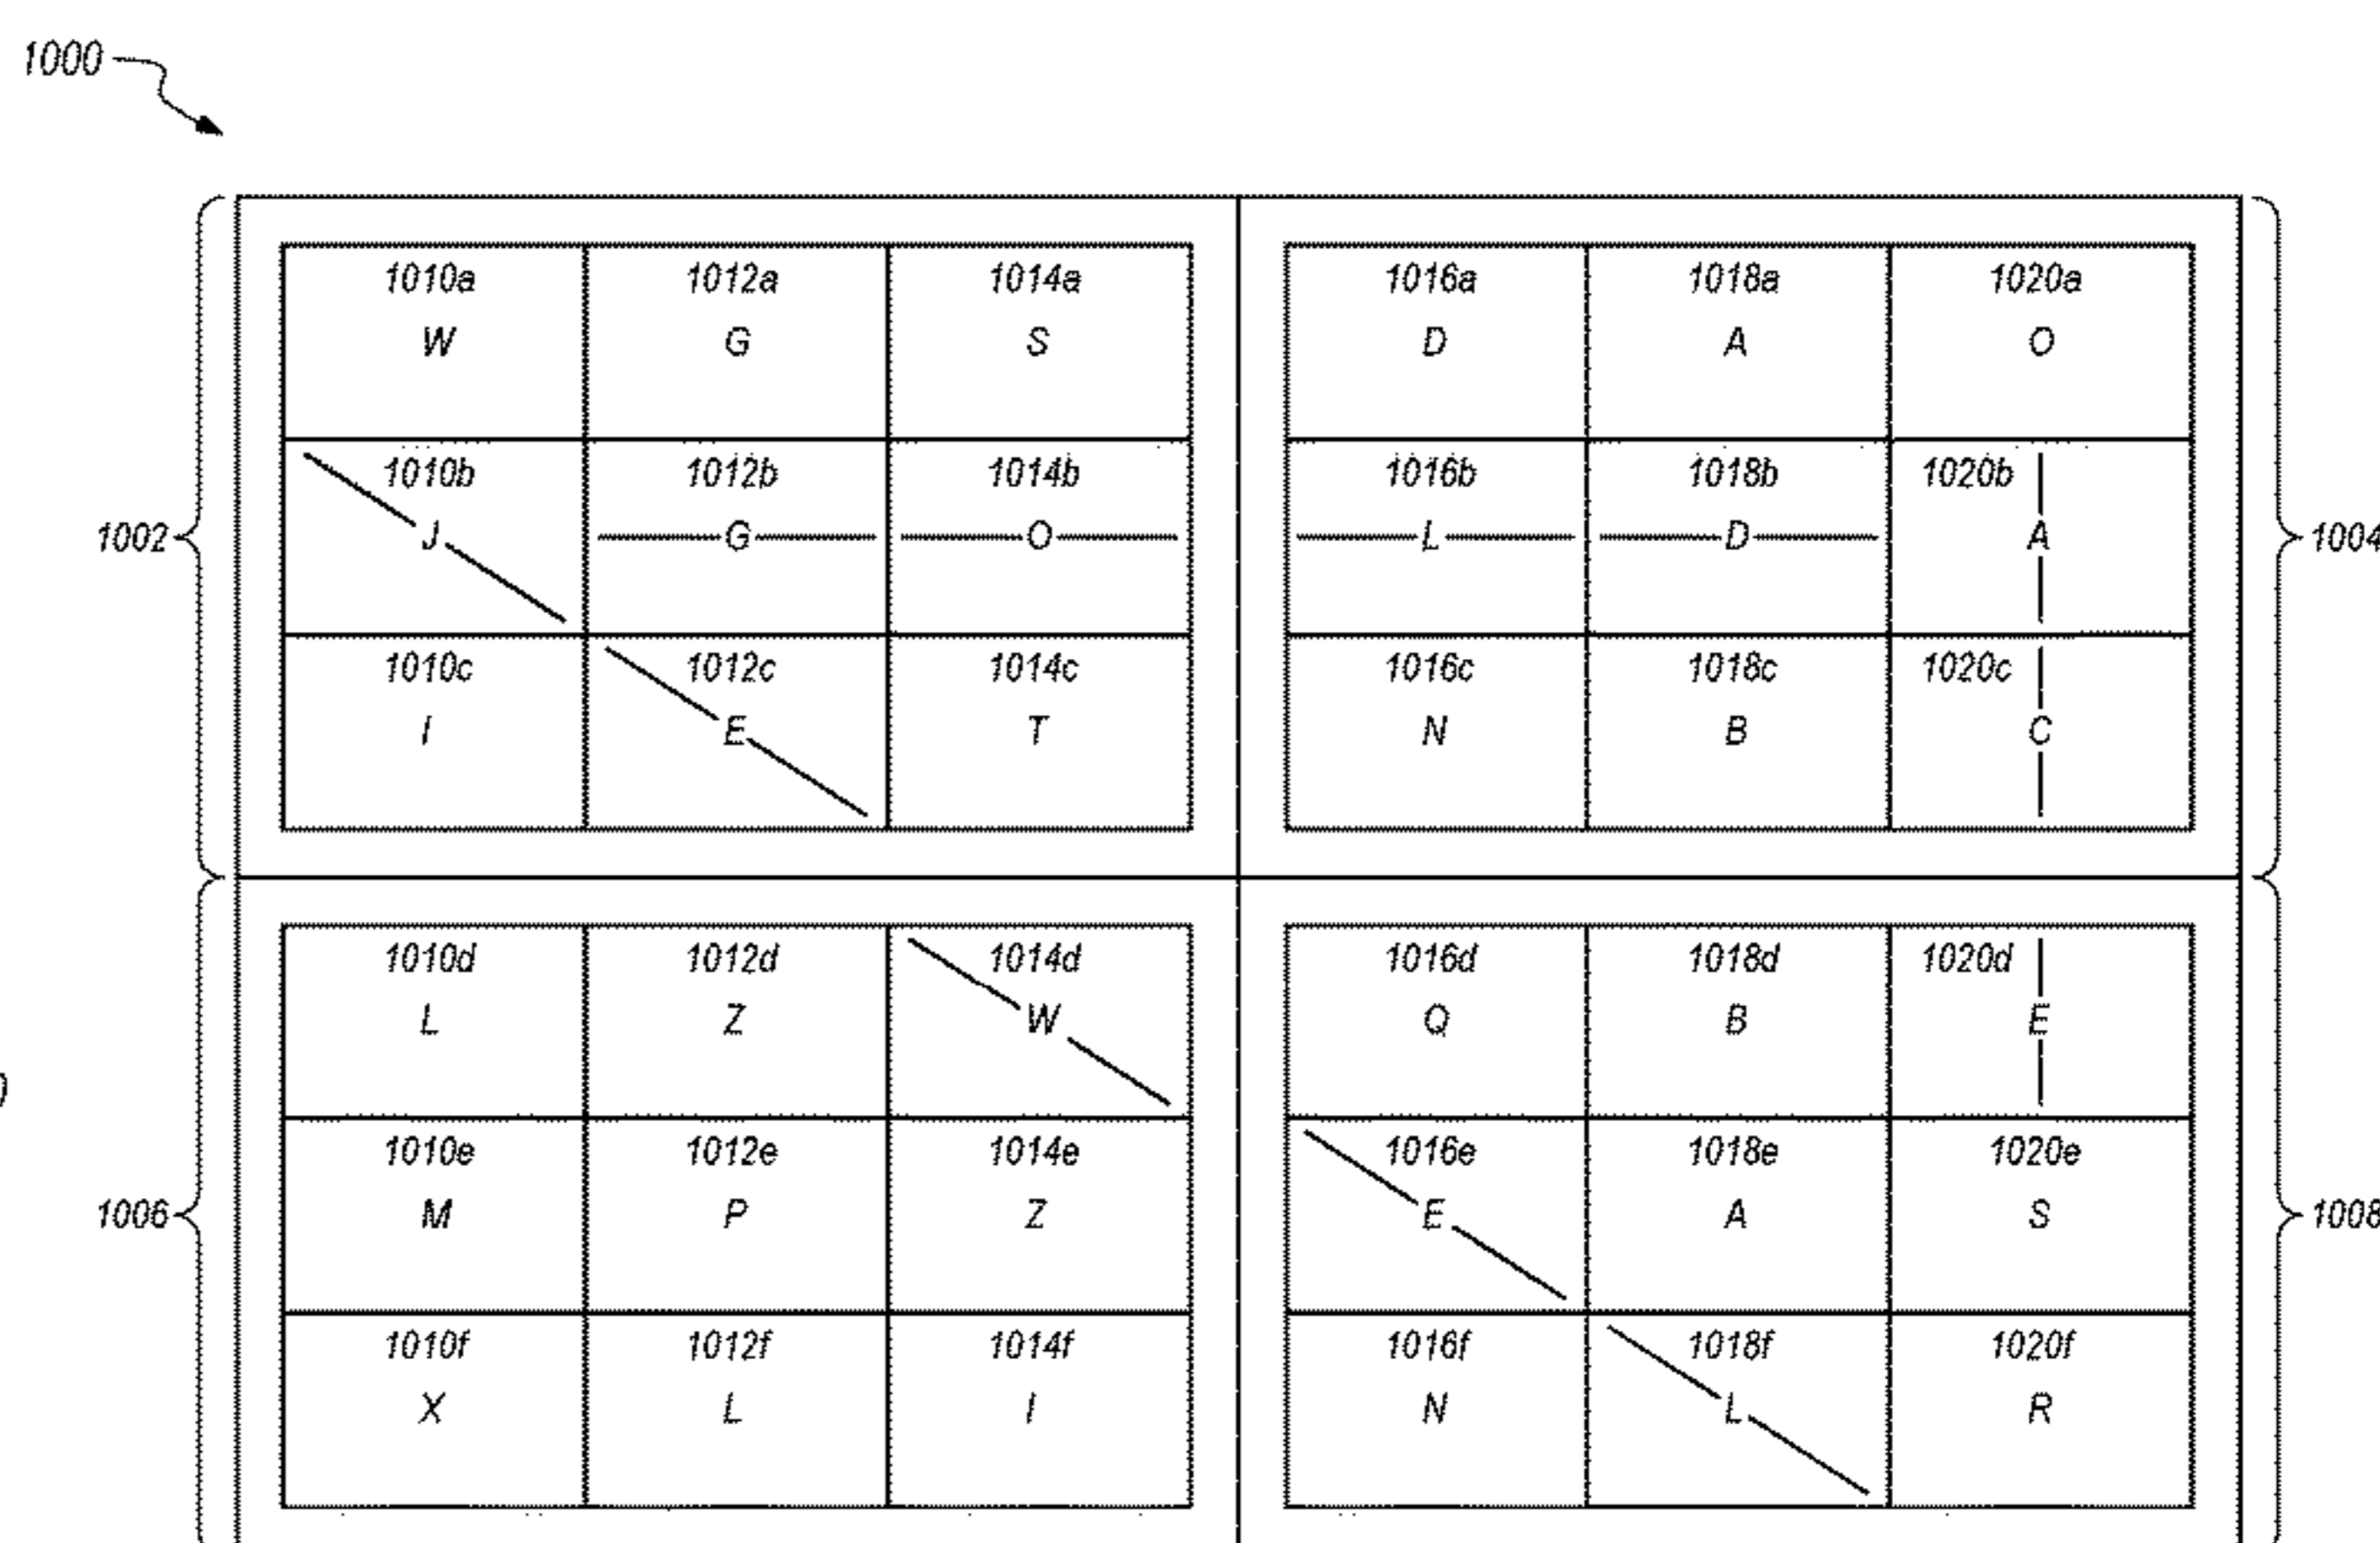 1000
1010a 1012a 1014a 1016a 1018a 1020a
W G S D A O
1010b 1012b 1014b 1016b 1018b 1020b
1002 J G O L D A 1004
1010c 1012c 1014c 1016c 1018c 1020c
I E T N B C
1010d 1012d 1014d 1016d 1018d 1020d
L Z W Q B E
1010e 1012e 1014e 1016e 1018e 1020e
1006 M P Z E A S 1008
1010f 1012f 1014f 1016f 1018f 1020f
X L I N L R